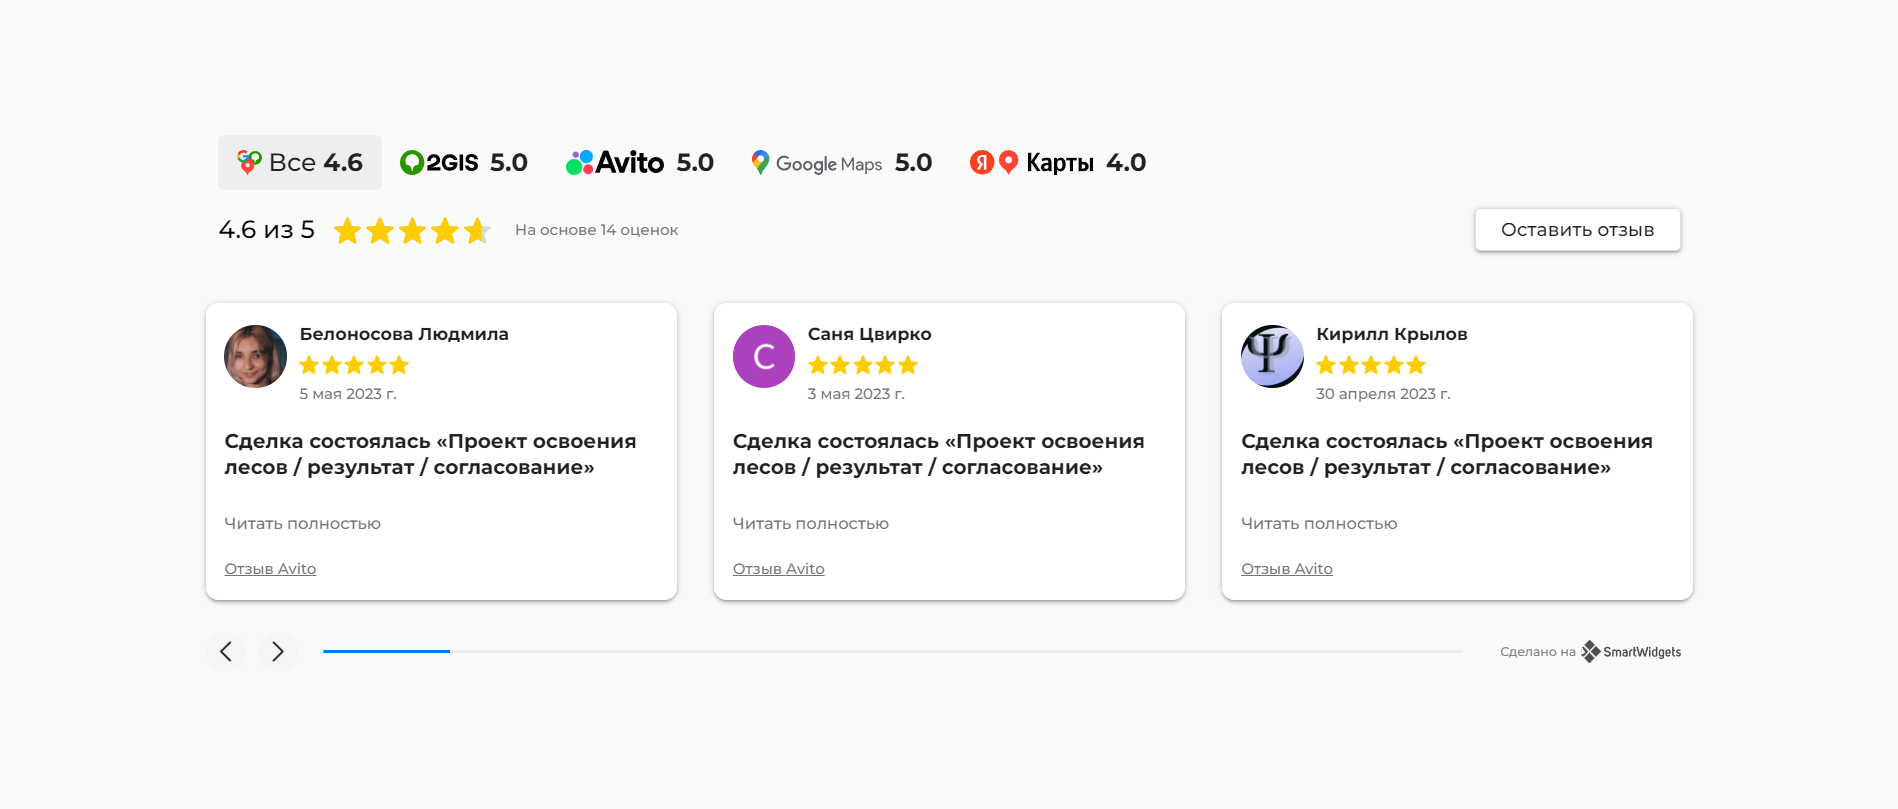 Все 4.6 2GIS 5.0 Avito 5.0 Google Maps 5.0 Я Карты 4.0
4.6 из 5 На основе 14 оценок Оставить отзыв
Белоносова Людмила
5 мая 2023 г.
Сделка состоялась «Проект освоения
лесов / результат / согласование»
Читать полностью
Отзыв Avito
С
Саня Цвирко
3 мая 2023 г.
Сделка состоялась «Проект освоения
лесов / результат / согласование»
Читать полностью
Отзыв Avito
Ψ
Кирилл Крылов
30 апреля 2023 г.
Сделка состоялась «Проект освоения
лесов / результат / согласование»
Читать полностью
Отзыв Avito
Сделано на SmartWidgets